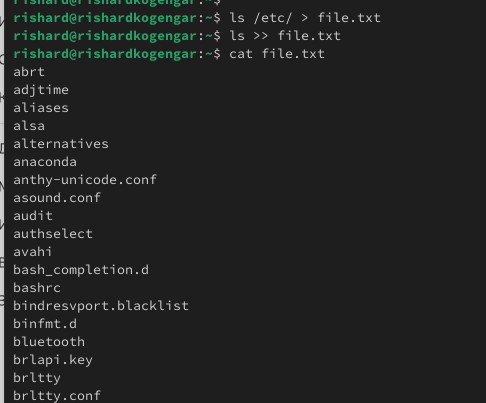 rishard@rishardkogengar:~$ ls /etc/ > file.txt
rishard@rishardkogengar:~$ ls >> file.txt
rishard@rishardkogengar:~$ cat file.txt
abrt
adjtime
aliases
alsa
alternatives
anaconda
anthy-unicode.conf
asound.conf
audit
authselect
avahi
bash_completion.d
bashrc
bindresvport.blacklist
binfmt.d
bluetooth
brlapi.key
brltty
brltty.conf